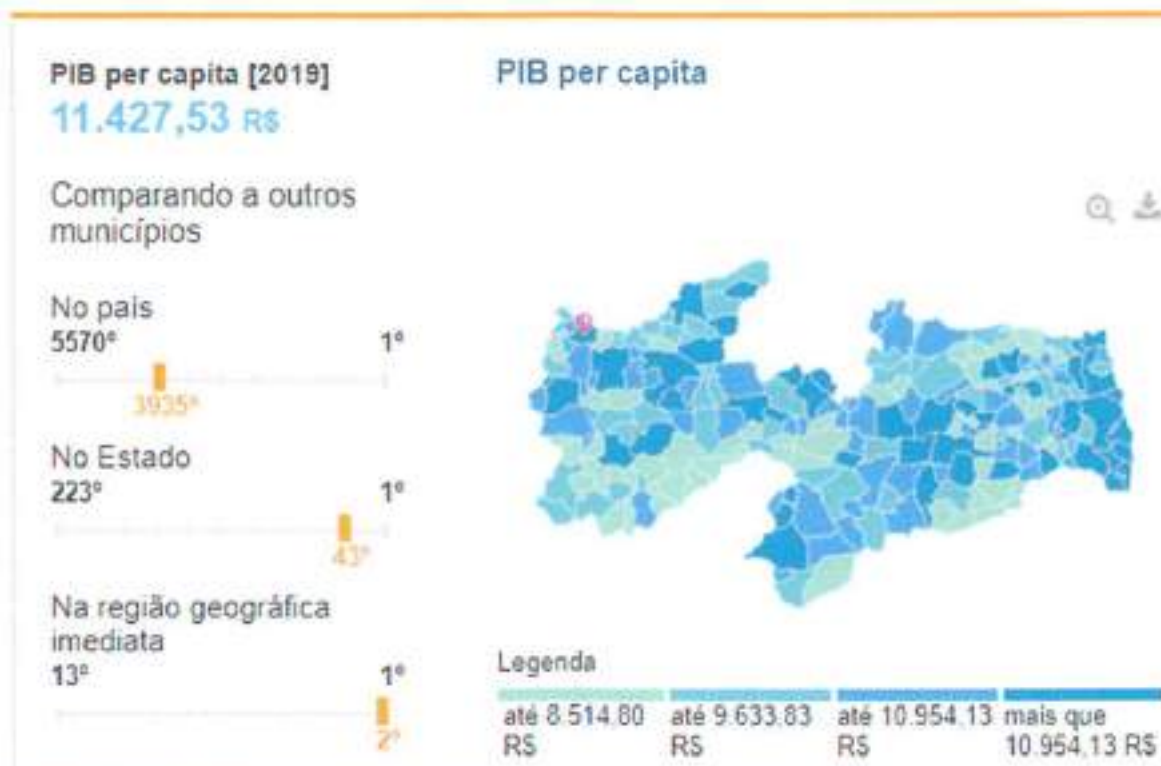 PIB per capita [2019]
11.427,53 R$
Comparando a outros
municípios
No país
5570º 1º
3935º
No Estado
223º 1º
43º
Na região geográfica
imediata
13º 1º
2º
PIB per capita
Legenda
até 8.514.80
R$
até 9.633.83
R$
até 10.954.13
R$
mais que
10.954,13 R$